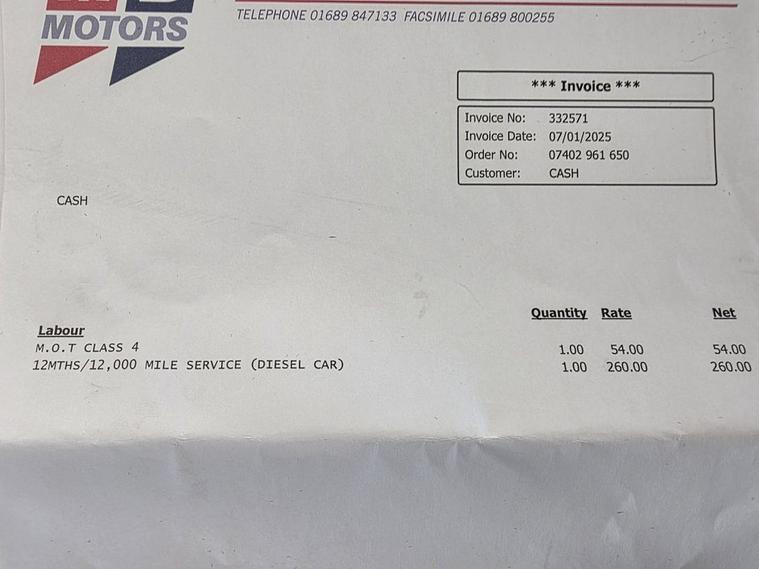 TELEPHONE 01689 847133 FACSIMILE 01689 800255
MOTORS
*** Invoice ***
Invoice No: 332571
Invoice Date: 07/01/2025
Order No: 07402 961 650
Customer: CASH
CASH
Quantity Rate Net
Labour
M.O.T CLASS 4 1.00 54.00 54.00
12MTHS/12,000 MILE SERVICE (DIESEL CAR) 1.00 260.00 260.00